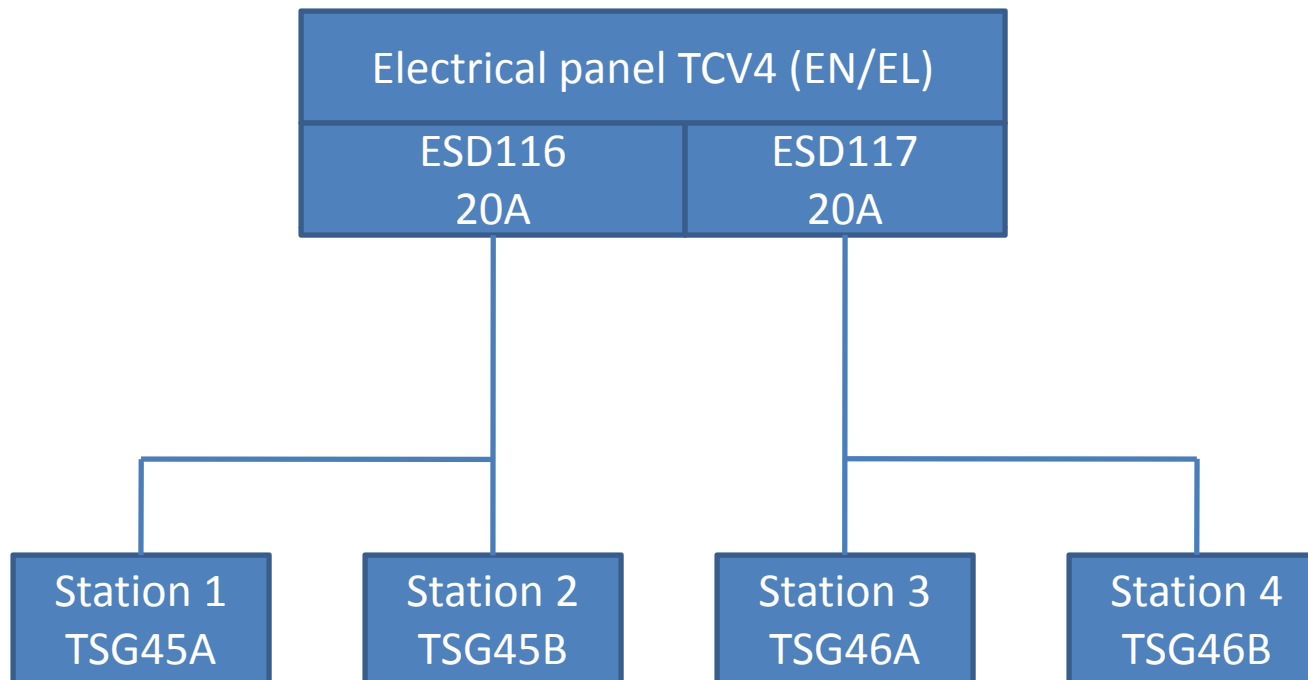 Electrical panel TCV4 (EN/EL)
ESD116
20A
ESD117
20A
Station 1
TSG45A
Station 2
TSG45B
Station 3
TSG46A
Station 4
TSG46B